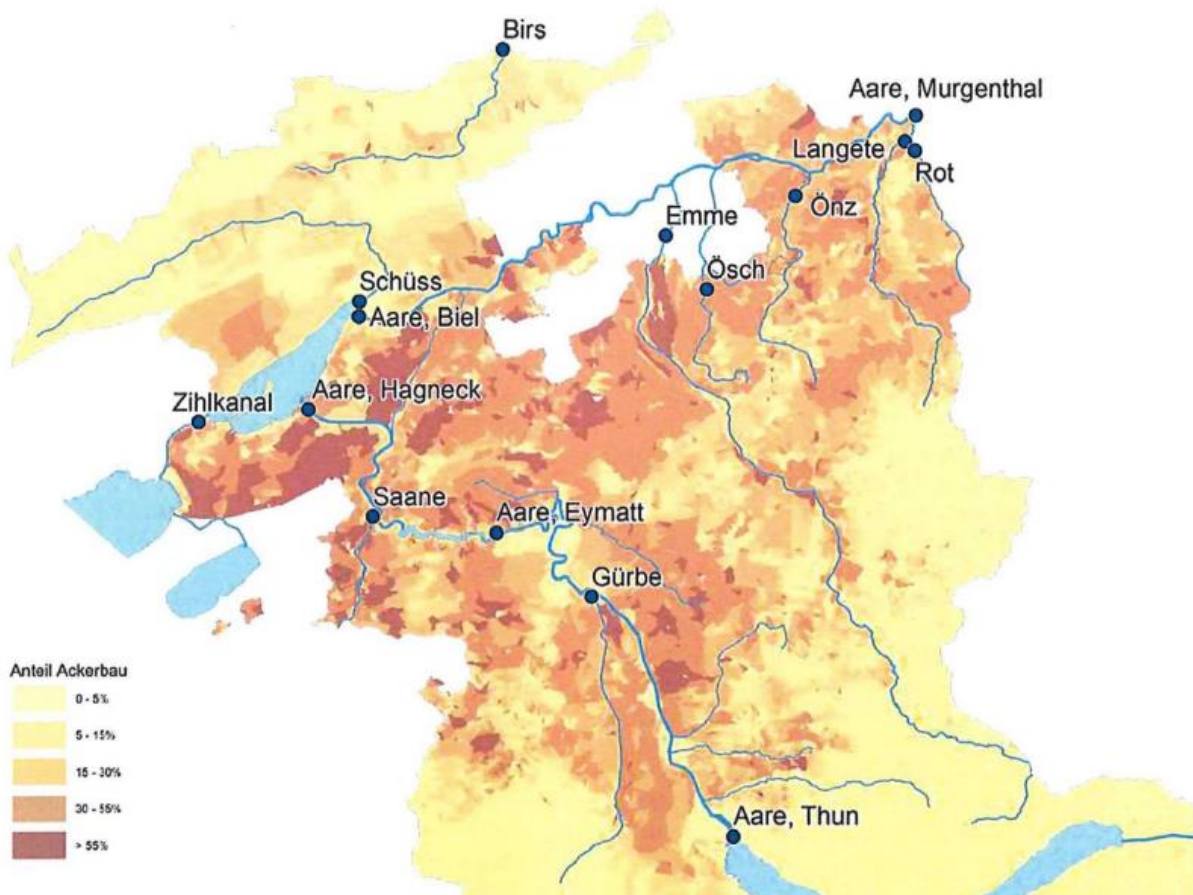 Birs
Aare, Murgenthal
Langete
Rot
Önz
Emme
Ösch
Schüss
Aare, Biel
Aare, Hagneck
Zihlkanal
Saane
Aare, Eymatt
Gürbe
Aare, Thun
Anteil Ackerbau
0 - 5%
5 - 15%
15 - 30%
30 - 55%
> 55%